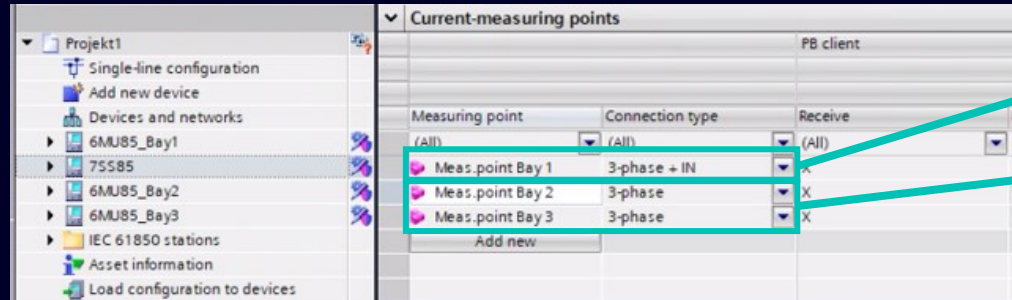 Current-measuring points
Projekt1
PB client
Single-line configuration
Add new device
Devices and networks
Measuring point Connection type Receive
6MU85_Bay1
(All) (All) (All)
7SS85
Meas.point Bay 1 3-phase + IN X
6MU85_Bay2
Meas.point Bay 2 3-phase X
6MU85_Bay3
Meas.point Bay 3 3-phase X
IEC 61850 stations
Add new
Asset information
Load configuration to devices